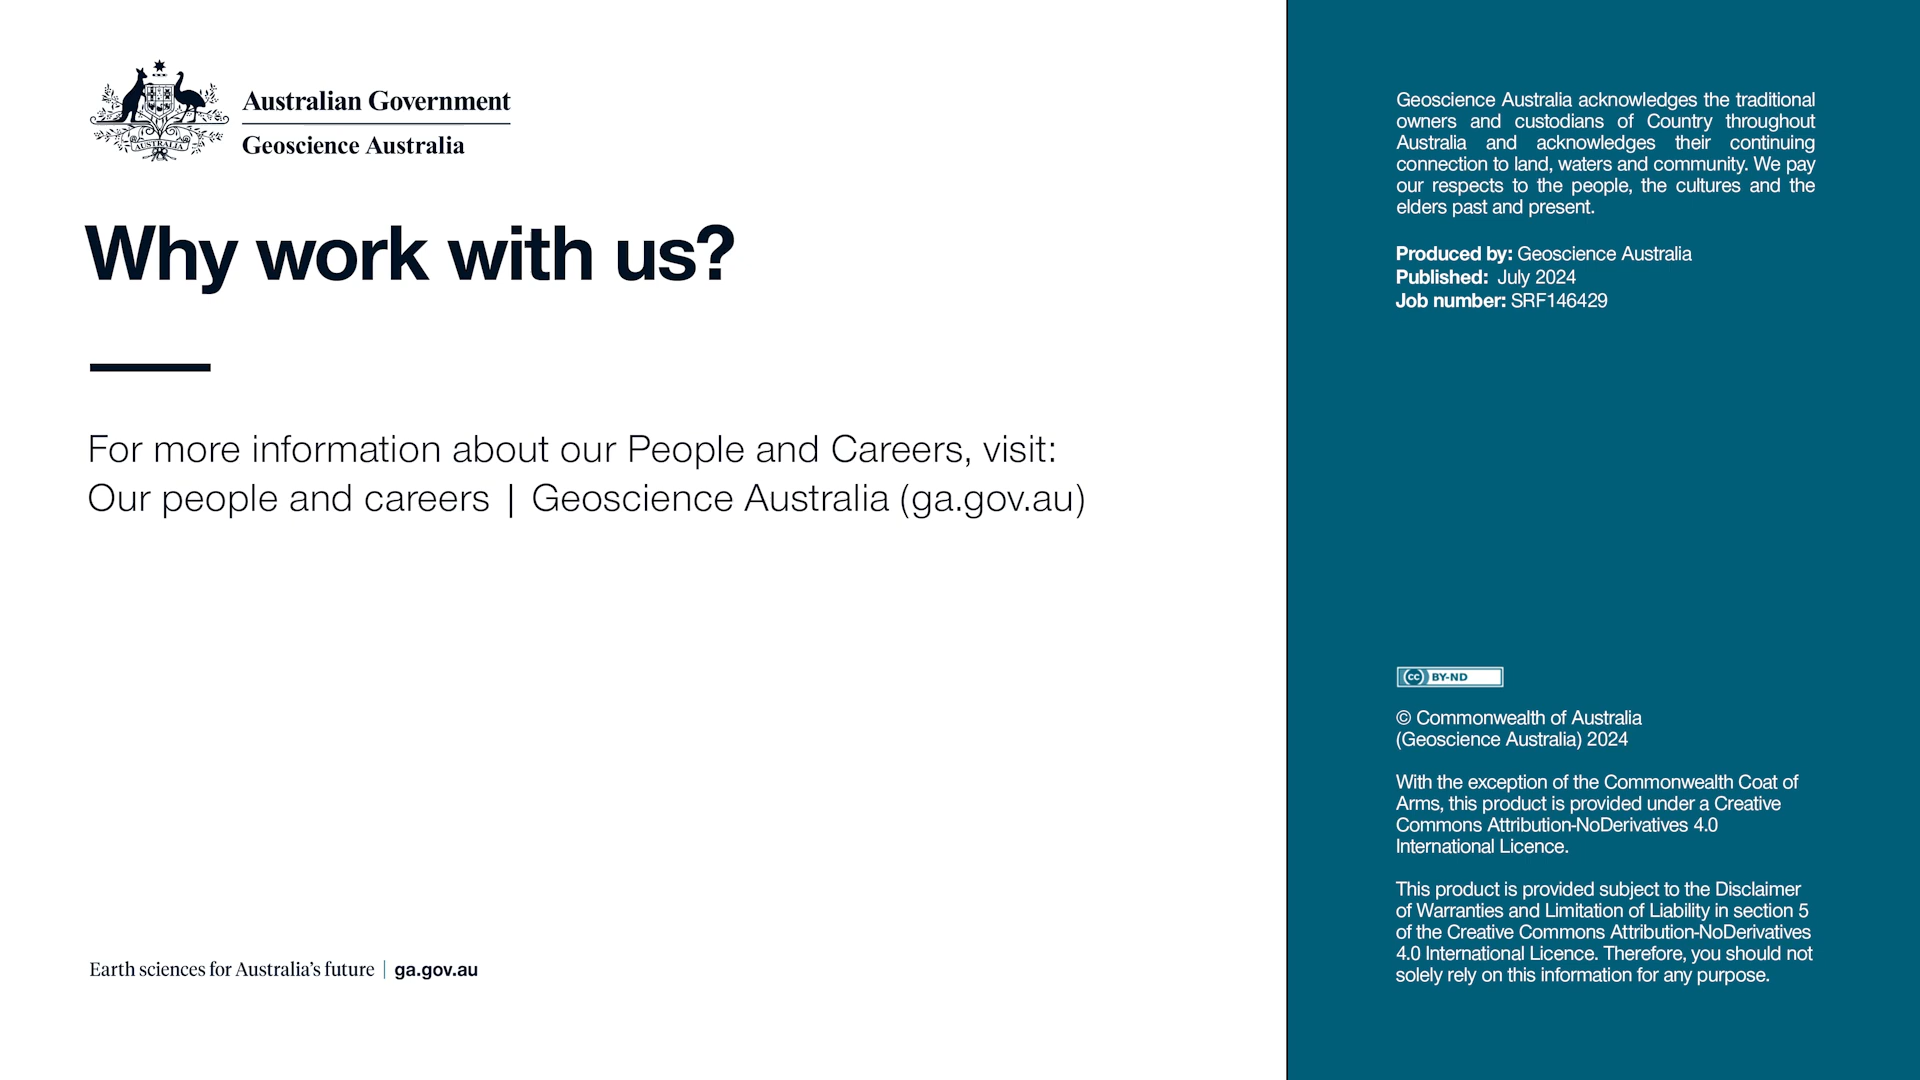 Australian Government
Geoscience Australia
AUSTRALIA
Why work with us?
For more information about our People and Careers, visit:
Our people and careers | Geoscience Australia (ga.gov.au)
Earth sciences for Australia’s future | ga.gov.au
Geoscience Australia acknowledges the traditional
owners and custodians of Country throughout
Australia and acknowledges their continuing
connection to land, waters and community. We pay
our respects to the people, the cultures and the
elders past and present.
Produced by: Geoscience Australia
Published: July 2024
Job number: SRF146429
cc BY-ND
© Commonwealth of Australia
(Geoscience Australia) 2024
With the exception of the Commonwealth Coat of
Arms, this product is provided under a Creative
Commons Attribution-NoDerivatives 4.0
International Licence.
This product is provided subject to the Disclaimer
of Warranties and Limitation of Liability in section 5
of the Creative Commons Attribution-NoDerivatives
4.0 International Licence. Therefore, you should not
solely rely on this information for any purpose.